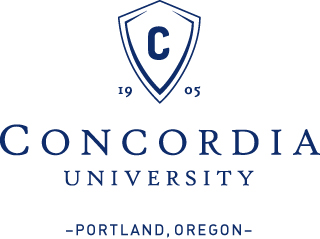 C
19 05
CONCORDIA
UNIVERSITY
–PORTLAND, OREGON–